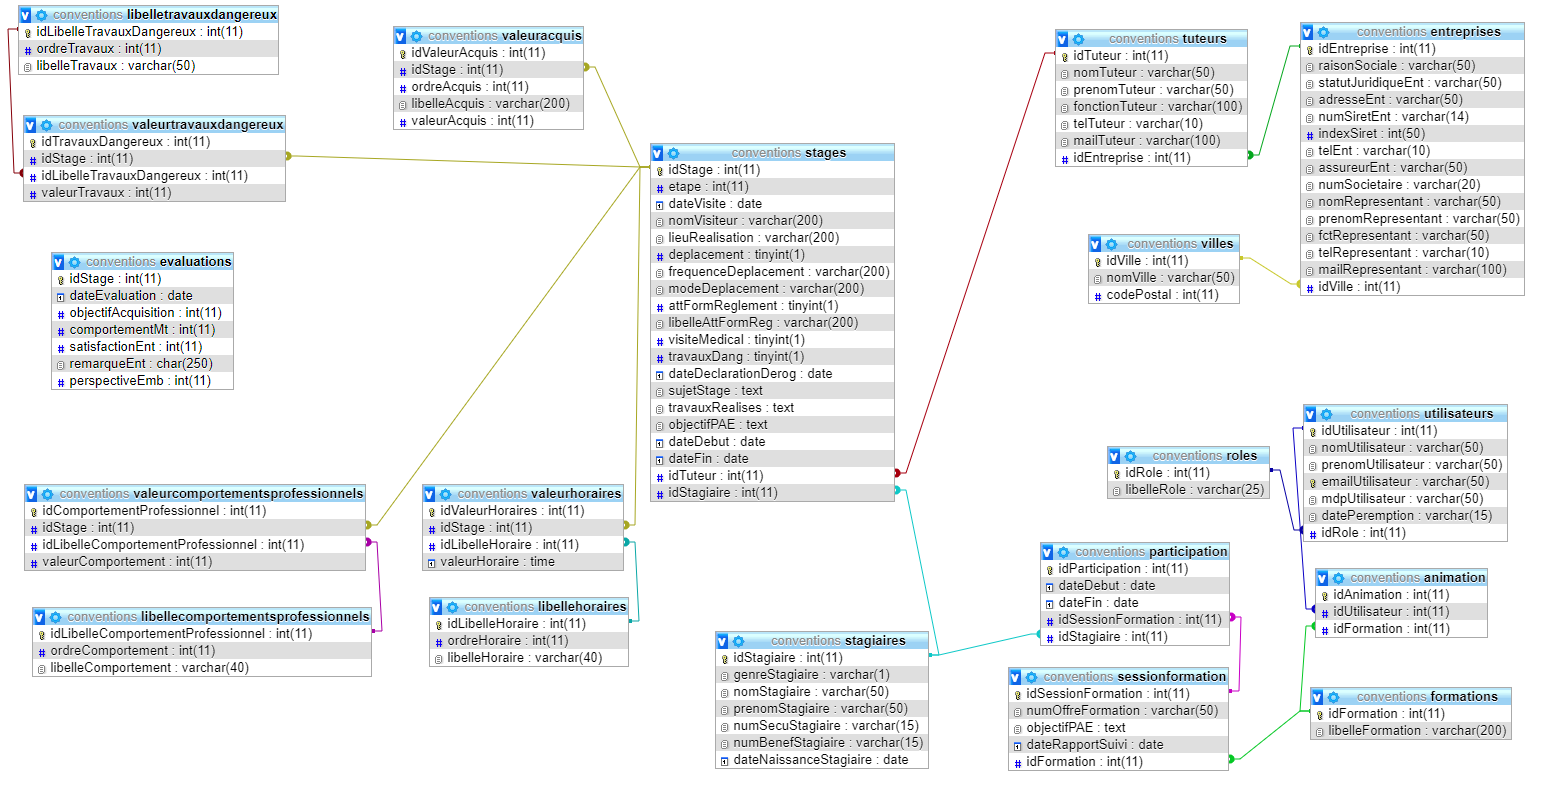 conventions libelletravauxdangereux
idLibelleTravauxDangereux : int(11)
ordreTravaux : int(11)
libelleTravaux : varchar(50)
conventions valeurtravauxdangereux
idTravauxDangereux : int(11)
idStage : int(11)
idLibelleTravauxDangereux : int(11)
valeurTravaux : int(11)
conventions evaluations
idStage : int(11)
dateEvaluation : date
objectifAcquisition : int(11)
comportementMt : int(11)
satisfactionEnt : int(11)
remarqueEnt : char(250)
perspectiveEmb : int(11)
conventions valeurcomportementsprofessionnels
idComportementProfessionnel : int(11)
idStage : int(11)
idLibelleComportementProfessionnel : int(11)
valeurComportement : int(11)
conventions libellecomportementsprofessionnels
idLibelleComportementProfessionnel : int(11)
ordreComportement : int(11)
libelleComportement : varchar(40)
conventions valeuracquis
idValeurAcquis : int(11)
idStage : int(11)
ordreAcquis : int(11)
libelleAcquis : varchar(200)
valeurAcquis : int(11)
conventions valeurhoraires
idValeurHoraires : int(11)
idStage : int(11)
idLibelleHoraire : int(11)
valeurHoraire : time
conventions libellehoraires
idLibelleHoraire : int(11)
ordreHoraire : int(11)
libelleHoraire : varchar(40)
conventions stages
idStage : int(11)
etape : int(11)
dateVisite : date
nomVisiteur : varchar(200)
lieuRealisation : varchar(200)
deplacement : tinyint(1)
frequenceDeplacement : varchar(200)
modeDeplacement : varchar(200)
attFormReglement : tinyint(1)
libelleAttFormReg : varchar(200)
visiteMedical : tinyint(1)
travauxDang : tinyint(1)
dateDeclarationDerog : date
sujetStage : text
travauxRealises : text
objectifPAE : text
dateDebut : date
dateFin : date
idTuteur : int(11)
idStagiaire : int(11)
conventions stagiaires
idStagiaire : int(11)
genreStagiaire : varchar(1)
nomStagiaire : varchar(50)
prenomStagiaire : varchar(50)
numSecuStagiaire : varchar(15)
numBenefStagiaire : varchar(15)
dateNaissanceStagiaire : date
conventions tuteurs
idTuteur : int(11)
nomTuteur : varchar(50)
prenomTuteur : varchar(50)
fonctionTuteur : varchar(100)
telTuteur : varchar(10)
mailTuteur : varchar(100)
idEntreprise : int(11)
conventions entreprises
idEntreprise : int(11)
raisonSociale : varchar(50)
statutJuridiqueEnt : varchar(50)
adresseEnt : varchar(50)
numSiretEnt : varchar(14)
indexSiret : int(50)
telEnt : varchar(10)
assureurEnt : varchar(50)
numSocietaire : varchar(20)
nomRepresentant : varchar(50)
prenomRepresentant : varchar(50)
fctRepresentant : varchar(50)
telRepresentant : varchar(10)
mailRepresentant : varchar(100)
idVille : int(11)
conventions villes
idVille : int(11)
nomVille : varchar(50)
codePostal : int(11)
conventions roles
idRole : int(11)
libelleRole : varchar(25)
conventions utilisateurs
idUtilisateur : int(11)
nomUtilisateur : varchar(50)
prenomUtilisateur : varchar(50)
emailUtilisateur : varchar(50)
mdpUtilisateur : varchar(50)
datePeremption : varchar(15)
idRole : int(11)
conventions participation
idParticipation : int(11)
dateDebut : date
dateFin : date
idSessionFormation : int(11)
idStagiaire : int(11)
conventions animation
idAnimation : int(11)
idUtilisateur : int(11)
idFormation : int(11)
conventions sessionformation
idSessionFormation : int(11)
numOffreFormation : varchar(50)
objectifPAE : text
dateRapportSuivi : date
idFormation : int(11)
conventions formations
idFormation : int(11)
libelleFormation : varchar(200)